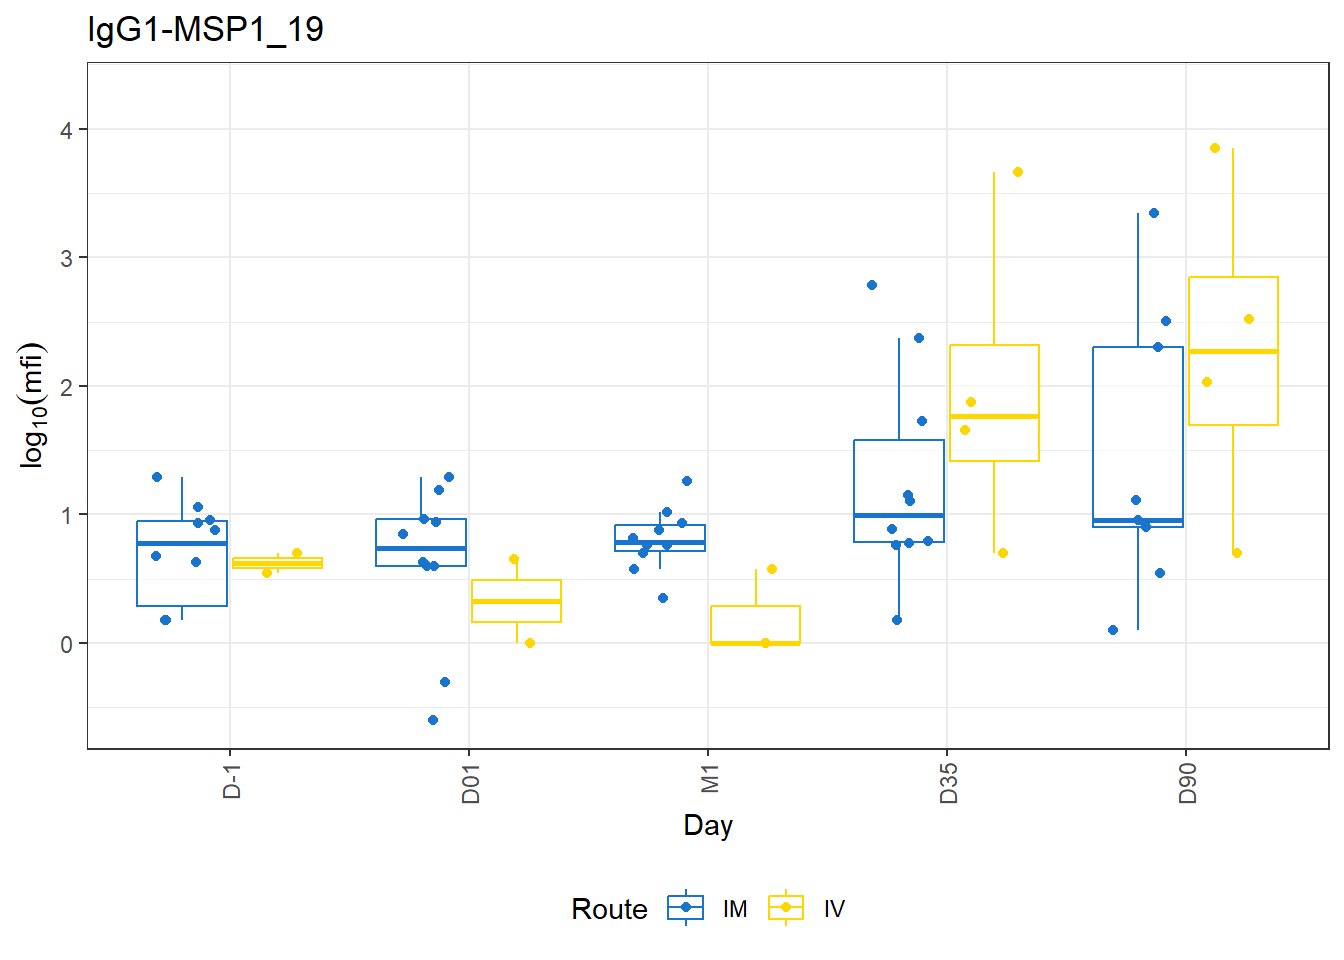 IgG1-MSP1_19
4
3
2
1
0
log10(mfi)
D-1
D01
M1
D35
D90
Day
Route IM IV